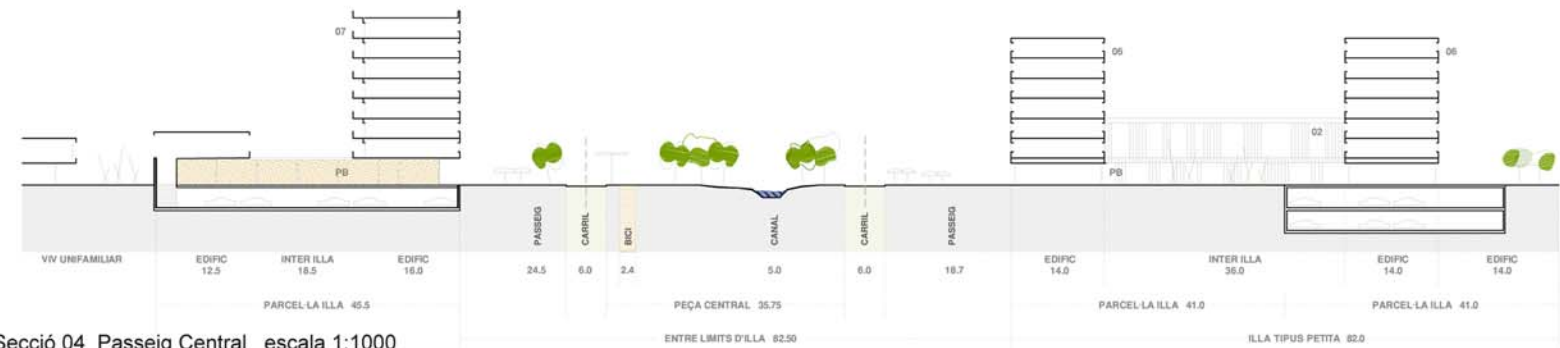 07
05
06
02
PB
PB
PASSEIG
CARRIL
BICI
CANAL
CARRIL
PASSEIG
VIV UNIFAMILIAR
EDIFIC
12.5
INTER ILLA
18.5
EDIFIC
16.0
24.5
6.0
2.4
5.0
6.0
18.7
EDIFIC
14.0
INTER ILLA
36.0
EDIFIC
14.0
EDIFIC
14.0
PARCEL·LA ILLA 45.5
PEÇA CENTRAL 35.75
PARCEL·LA ILLA 41.0
PARCEL·LA ILLA 41.0
ENTRE LIMITS D'ILLA 82.50
ILLA TIPUS PETITA 82.0
Secció 04 Passeig Central escala 1:1000